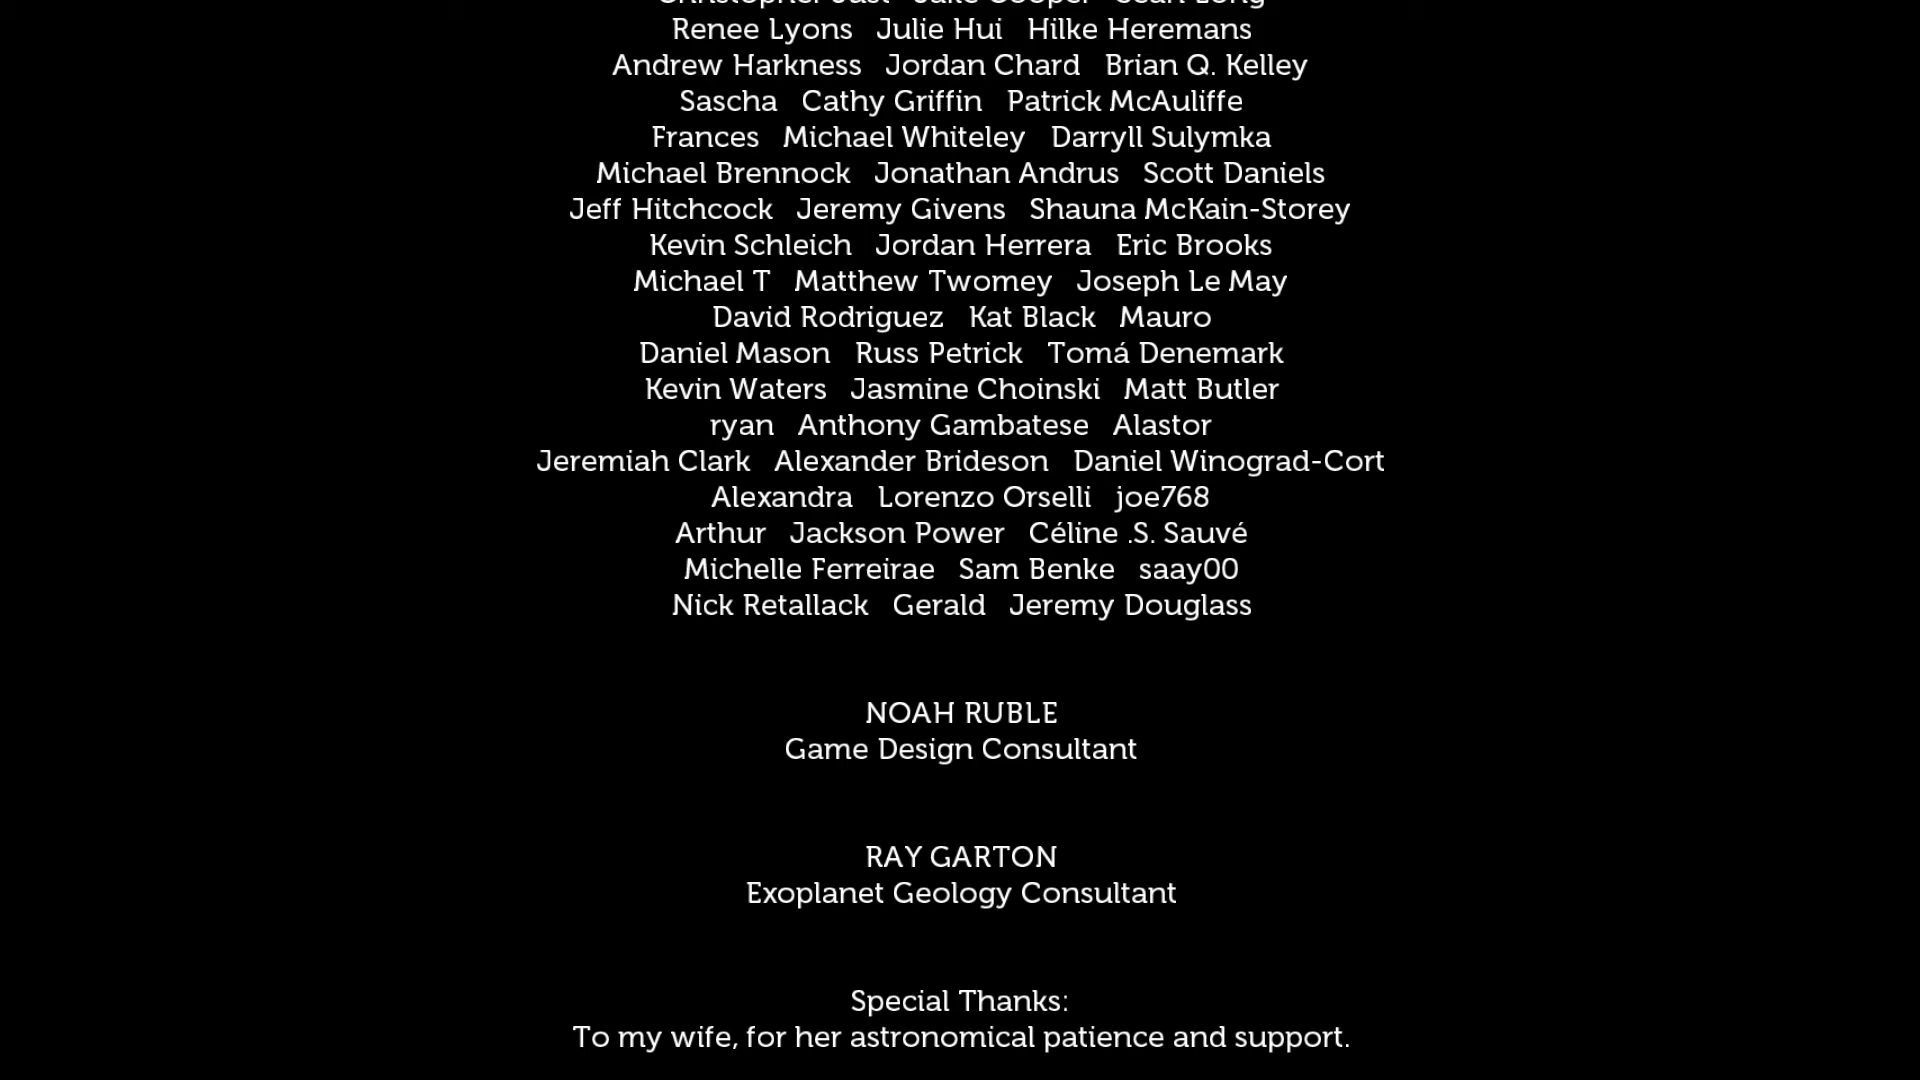 Christopher Just Jake Cooper Sean Long
Renee Lyons Julie Hui Hilke Heremans
Andrew Harkness Jordan Chard Brian Q. Kelley
Sascha Cathy Griffin Patrick McAuliffe
Frances Michael Whiteley Darryll Sulymka
Michael Brennock Jonathan Andrus Scott Daniels
Jeff Hitchcock Jeremy Givens Shauna McKain-Storey
Kevin Schleich Jordan Herrera Eric Brooks
Michael T Matthew Twomey Joseph Le May
David Rodriguez Kat Black Mauro
Daniel Mason Russ Petrick Tomá Denemark
Kevin Waters Jasmine Choinski Matt Butler
ryan Anthony Gambatese Alastor
Jeremiah Clark Alexander Brideson Daniel Winograd-Cort
Alexandra Lorenzo Orselli joe768
Arthur Jackson Power Céline .S. Sauvé
Michelle Ferreirae Sam Benke saay00
Nick Retallack Gerald Jeremy Douglass
NOAH RUBLE
Game Design Consultant
RAY GARTON
Exoplanet Geology Consultant
Special Thanks:
To my wife, for her astronomical patience and support.